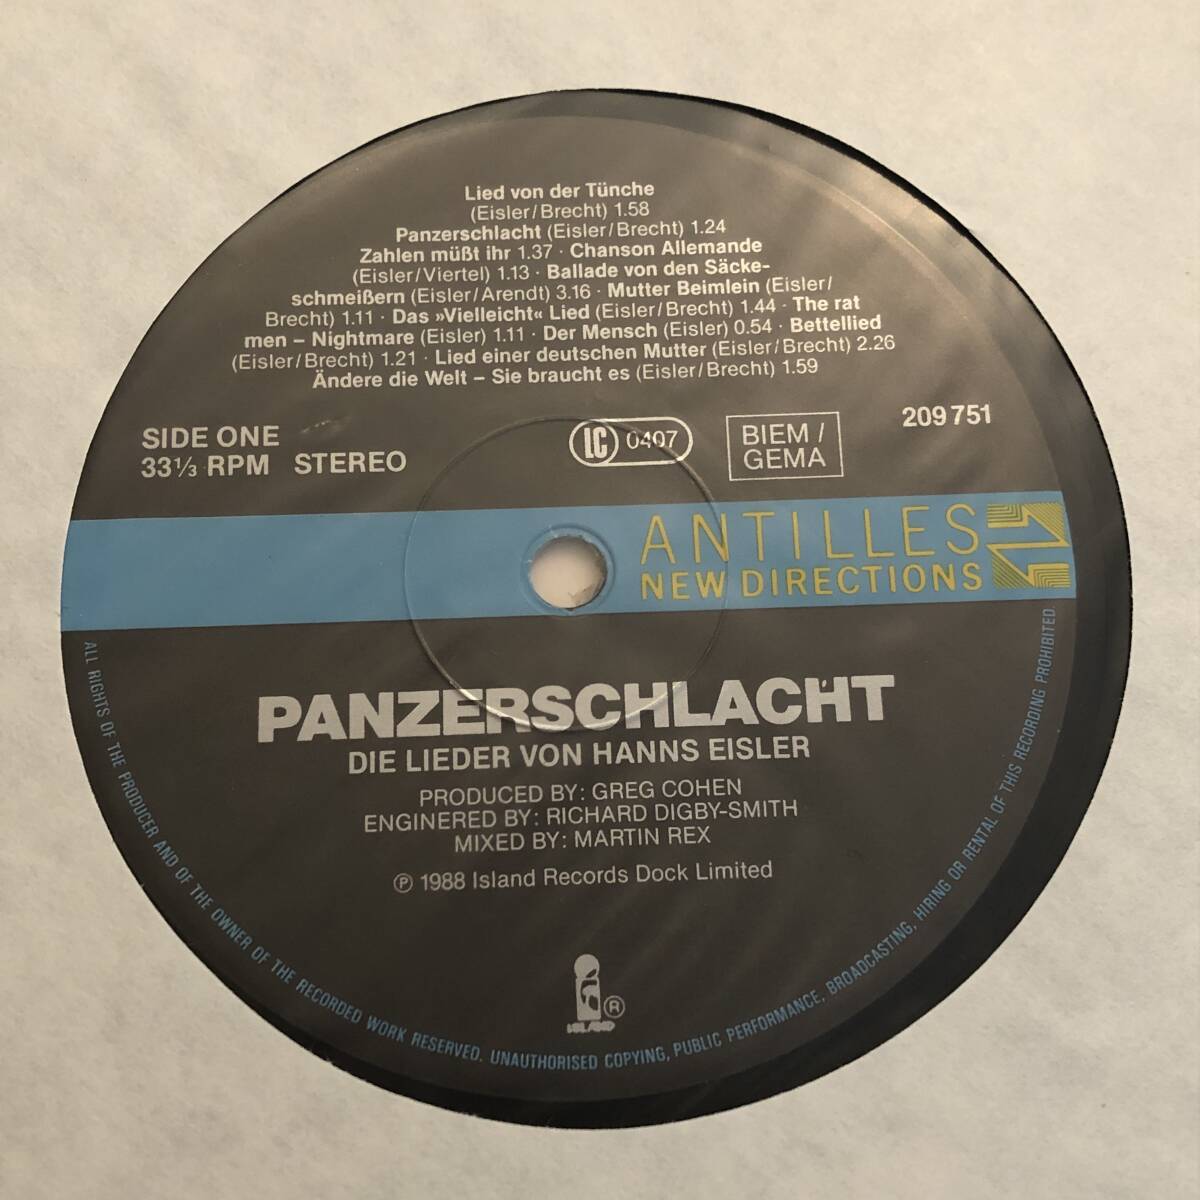 Lied von der Tünche
(Eisler/Brecht) 1.58
Panzerschlacht (Eisler/Brecht) 1.24
Zahlen müßt ihr 1.37 · Chanson Allemande
(Eisler/Viertel) 1.13 · Ballade von den Säcke-
schmeißern (Eisler/Arendt) 3.16 · Mutter Beimlein (Eisler/
Brecht) 1.11 · Das »Vielleicht« Lied (Eisler/Brecht) 1.44 · The rat
men – Nightmare (Eisler) 1.11 · Der Mensch (Eisler) 0.54 · Bettellied
(Eisler/Brecht) 1.21 · Lied einer deutschen Mutter (Eisler/Brecht) 2.26
Ändere die Welt – Sie braucht es (Eisler/Brecht) 1.59
SIDE ONE
33⅓ RPM STEREO
LC 0407
BIEM/
GEMA
209 751
ANTILLES
NEW DIRECTIONS
PANZERSCHLACHT
DIE LIEDER VON HANNS EISLER
PRODUCED BY: GREG COHEN
ENGINERED BY: RICHARD DIGBY-SMITH
MIXED BY: MARTIN REX
℗ 1988 Island Records Dock Limited
ISLAND ®
ALL RIGHTS OF THE PRODUCER AND OF THE OWNER OF THE RECORDED WORK RESERVED. UNAUTHORISED COPYING, PUBLIC PERFORMANCE, BROADCASTING, HIRING OR RENTAL OF THIS RECORDING PROHIBITED.